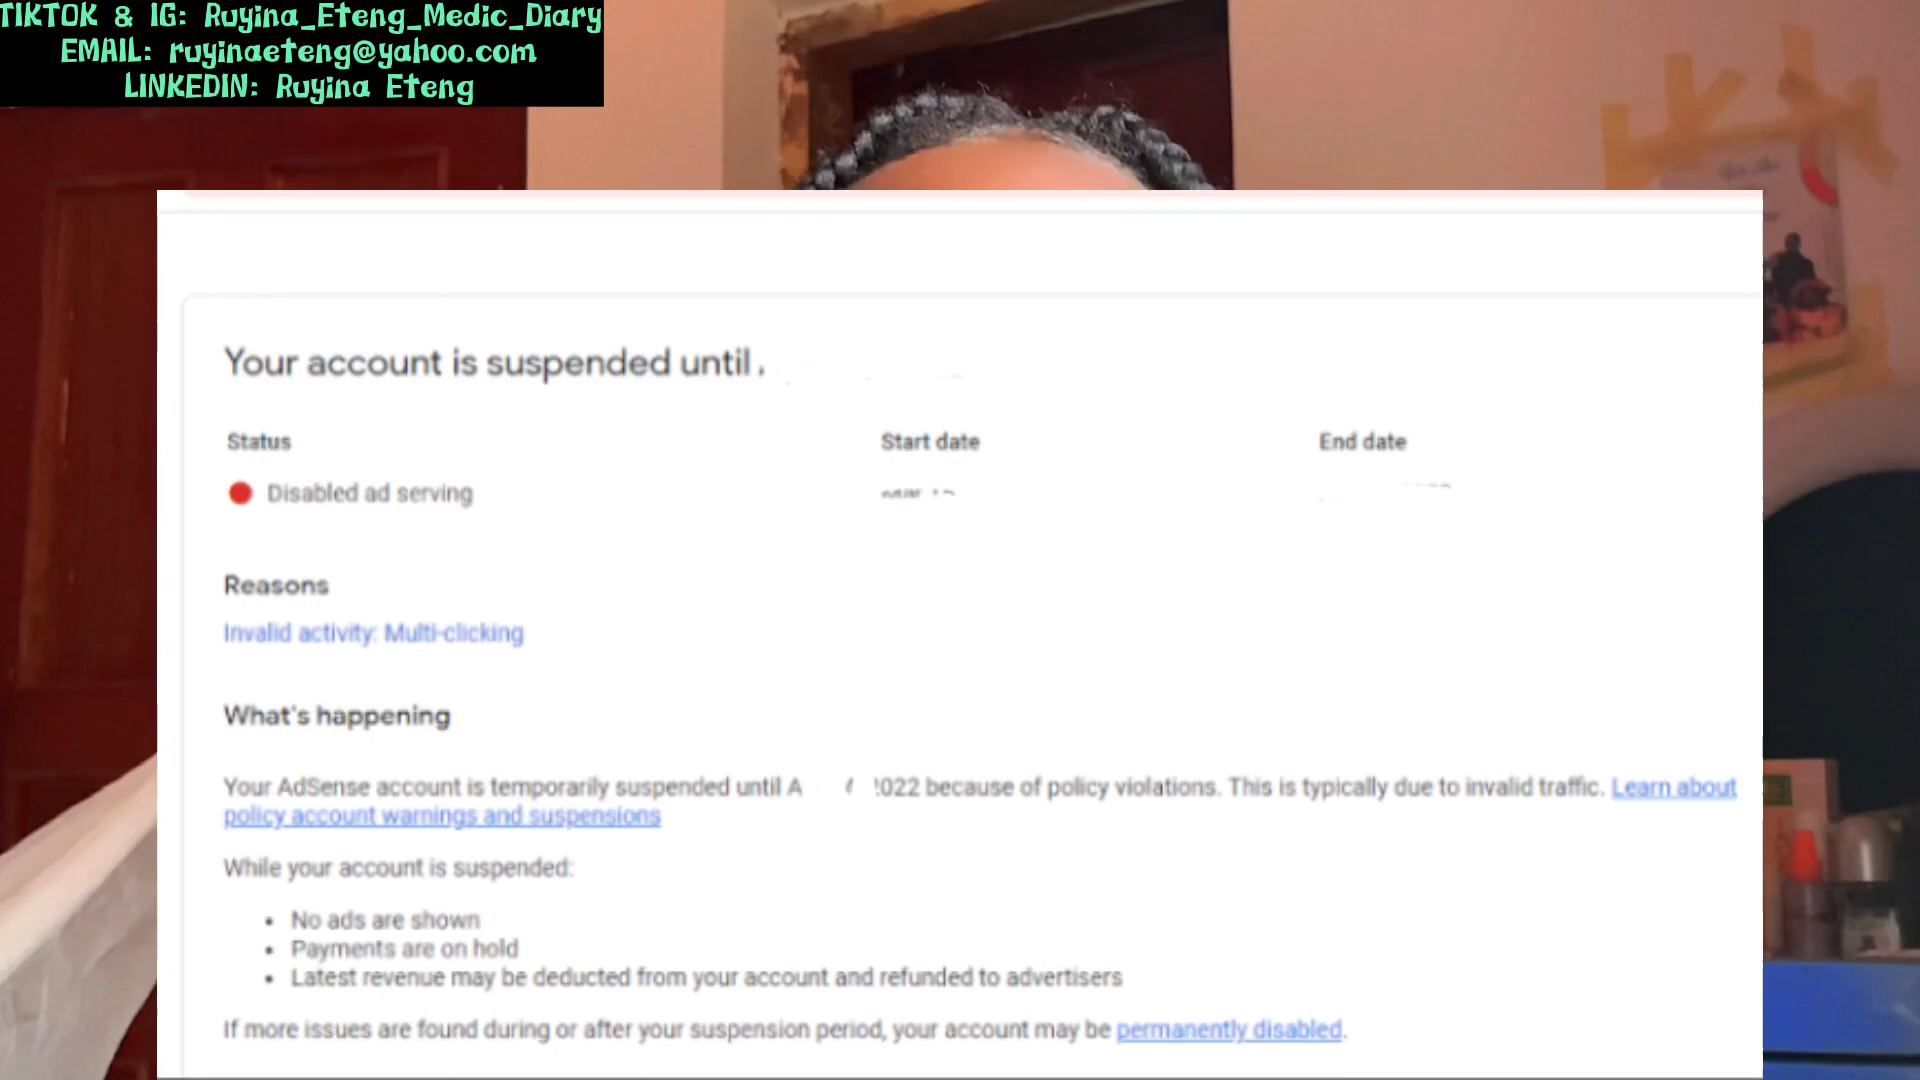 TIKTOK & IG: Ruyina_Eteng_Medic_Diary
EMAIL: ruyinaeteng@yahoo.com
LINKEDIN: Ruyina Eteng
Your account is suspended until
Status Start date End date
Disabled ad serving
Reasons
Invalid activity: Multi-clicking
What's happening
Your AdSense account is temporarily suspended until A 2022 because of policy violations. This is typically due to invalid traffic. Learn about
policy account warnings and suspensions
While your account is suspended:
• No ads are shown
• Payments are on hold
• Latest revenue may be deducted from your account and refunded to advertisers
If more issues are found during or after your suspension period, your account may be permanently disabled.